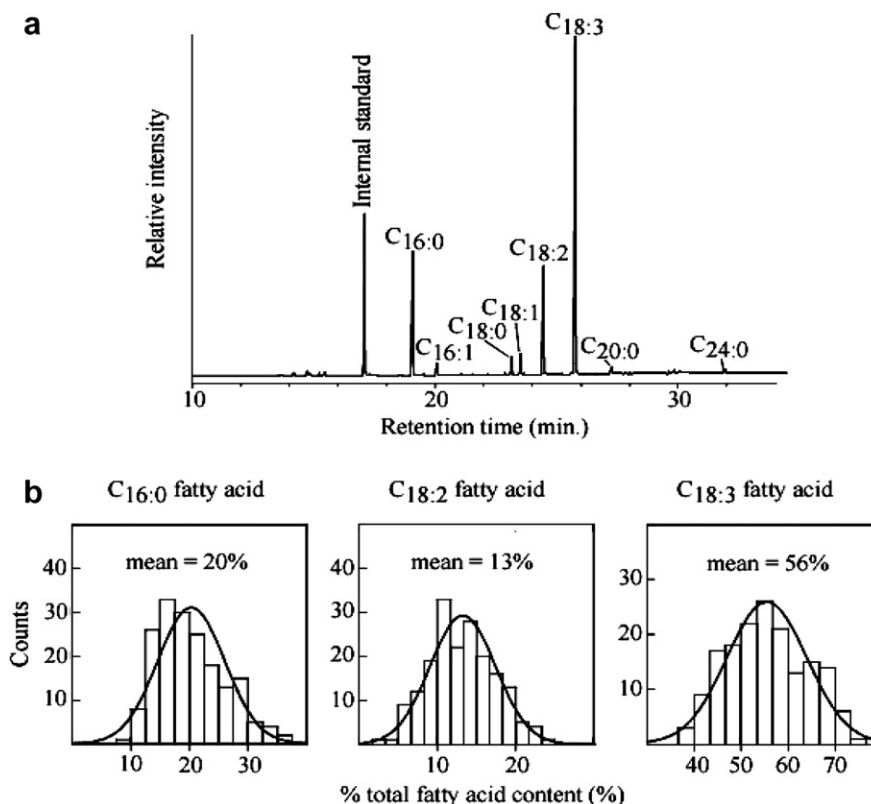 a
C18:3
Relative intensity
Internal standard
C16:0
C16:1
C18:0
C18:1
C18:2
C20:0
C24:0
10 20 30
Retention time (min.)
b
C16:0 fatty acid C18:2 fatty acid C18:3 fatty acid
mean = 20% mean = 13% mean = 56%
Counts
40 30 20 10
10 20 30
40 30 20 10
10 20
30 20 10
40 50 60 70
% total fatty acid content (%)